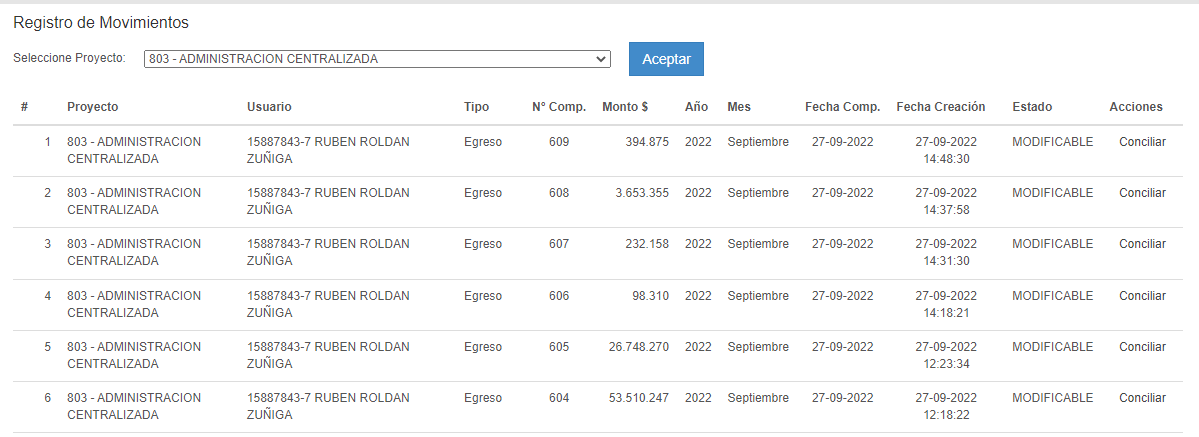 Registro de Movimientos
Seleccione Proyecto: 803 - ADMINISTRACION CENTRALIZADA Aceptar
# Proyecto Usuario Tipo N° Comp. Monto $ Año Mes Fecha Comp. Fecha Creación Estado Acciones
1 803 - ADMINISTRACION 15887843-7 RUBEN ROLDAN Egreso 609 394.875 2022 Septiembre 27-09-2022 27-09-2022 MODIFICABLE Conciliar
CENTRALIZADA ZUÑIGA 14:48:30
2 803 - ADMINISTRACION 15887843-7 RUBEN ROLDAN Egreso 608 3.653.355 2022 Septiembre 27-09-2022 27-09-2022 MODIFICABLE Conciliar
CENTRALIZADA ZUÑIGA 14:37:58
3 803 - ADMINISTRACION 15887843-7 RUBEN ROLDAN Egreso 607 232.158 2022 Septiembre 27-09-2022 27-09-2022 MODIFICABLE Conciliar
CENTRALIZADA ZUÑIGA 14:31:30
4 803 - ADMINISTRACION 15887843-7 RUBEN ROLDAN Egreso 606 98.310 2022 Septiembre 27-09-2022 27-09-2022 MODIFICABLE Conciliar
CENTRALIZADA ZUÑIGA 14:18:21
5 803 - ADMINISTRACION 15887843-7 RUBEN ROLDAN Egreso 605 26.748.270 2022 Septiembre 27-09-2022 27-09-2022 MODIFICABLE Conciliar
CENTRALIZADA ZUÑIGA 12:23:34
6 803 - ADMINISTRACION 15887843-7 RUBEN ROLDAN Egreso 604 53.510.247 2022 Septiembre 27-09-2022 27-09-2022 MODIFICABLE Conciliar
CENTRALIZADA ZUÑIGA 12:18:22